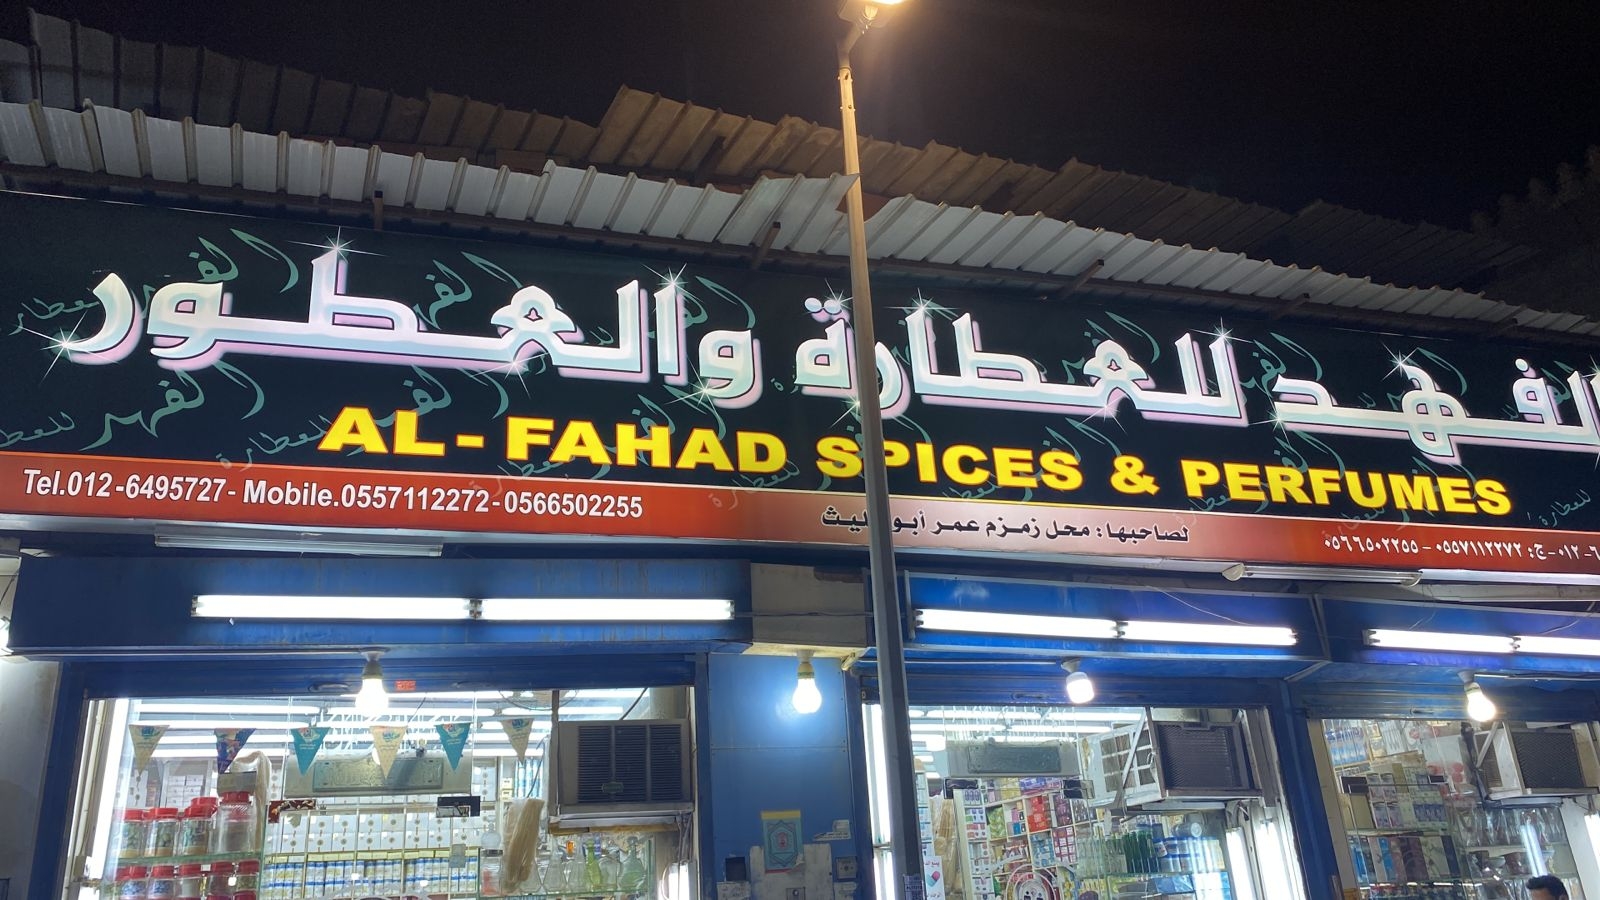 الفهد للعطارة والعطور
AL-FAHAD SPICES & PERFUMES
Tel.012-6495727- Mobile.0557112272-0566502255
لصاحبها: محل زمزم عمر أبو
٦-٠١٢-ج: ٠٥٥٧١١٢٢٧٢ - ٠٥٦٦٥٠٢٢٥٥